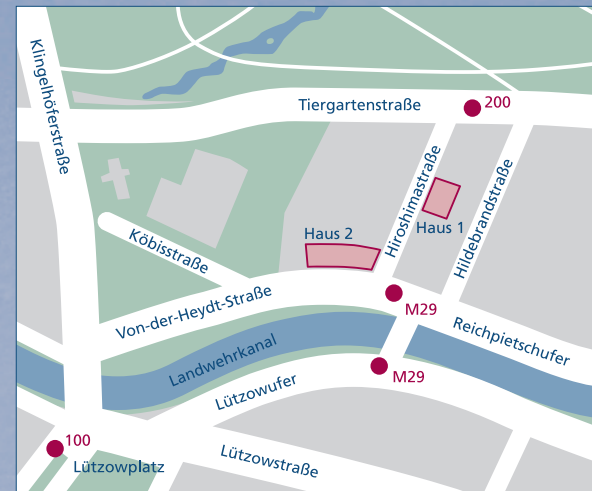 Klingelhöferstraße
Tiergartenstraße
200
Hiroshimastraße
Hildebrandstraße
Haus 1
Haus 2
Köbisstraße
Von-der-Heydt-Straße
M29
Reichpietschufer
Landwehrkanal
M29
Lützowufer
100
Lützowplatz
Lützowstraße